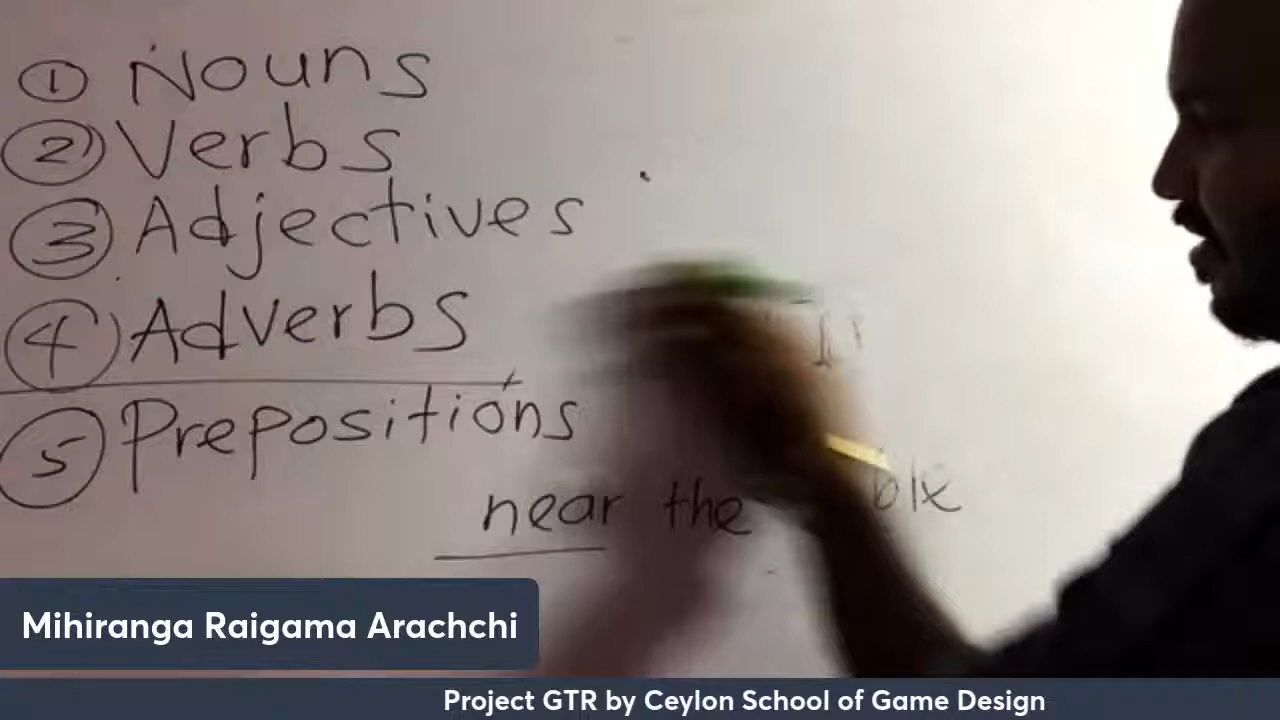 ① Nouns
② Verbs
③ Adjectives
④ Adverbs
⑤ Prepositions
near the
Mihiranga Raigama Arachchi
Project GTR by Ceylon School of Game Design